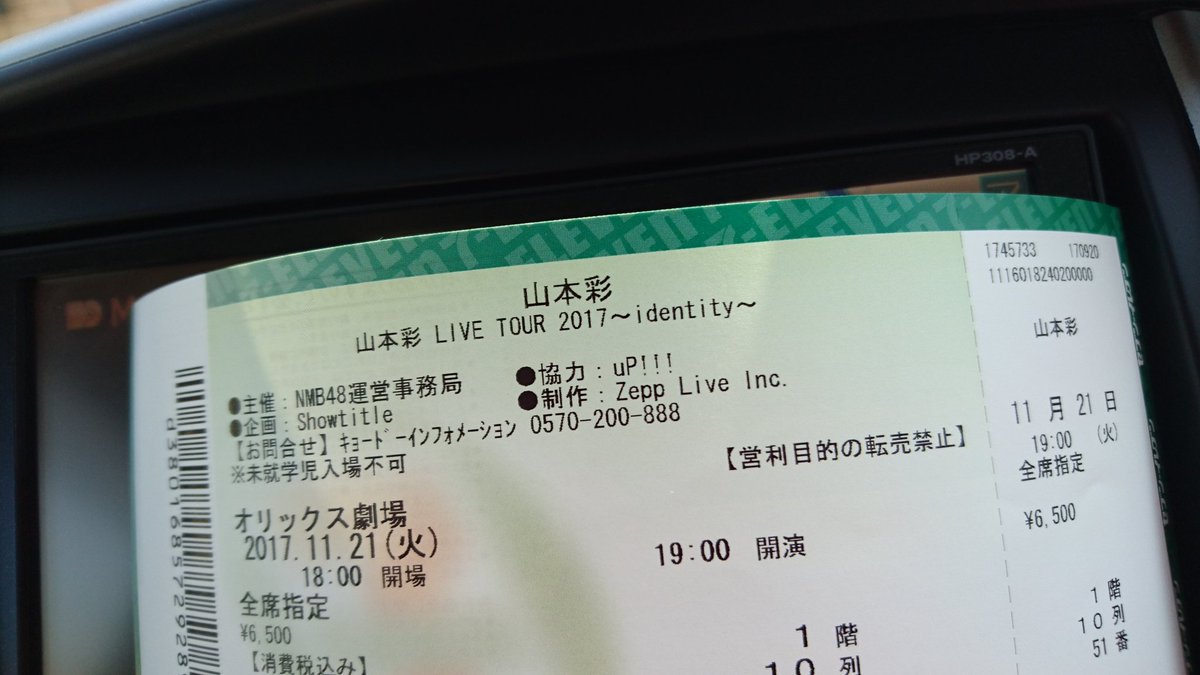 HP308-A
山本彩
山本彩 LIVE TOUR 2017～identity～
●主催：NMB48運営事務局 ●協力：uP!!!
●企画：Showtitle ●制作：Zepp Live Inc.
【お問合せ】ｷｮｰﾄﾞｰｲﾝﾌｫﾒｰｼｮﾝ 0570-200-888
※未就学児入場不可
【営利目的の転売禁止】
オリックス劇場
2017.11.21(火) 19:00 開演
18:00 開場
全席指定
¥6,500 1 階
【消費税込み】 10 列
1745733 170920
1116018240200000
山本彩
11 月 21 日
19:00 (火)
全席指定
¥6,500
1 階
10 列
51 番